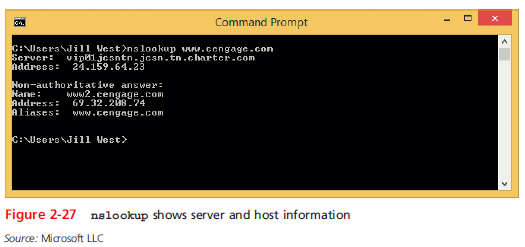 Command Prompt
C:\Users\Jill West>nslookup www.cengage.com
Server:  vip01jcsntn.jcsn.tn.charter.com
Address:  24.159.64.23
Non-authoritative answer:
Name:    www2.cengage.com
Address:  69.32.208.74
Aliases:  www.cengage.com
C:\Users\Jill West>
Figure 2-27 nslookup shows server and host information
Source: Microsoft LLC